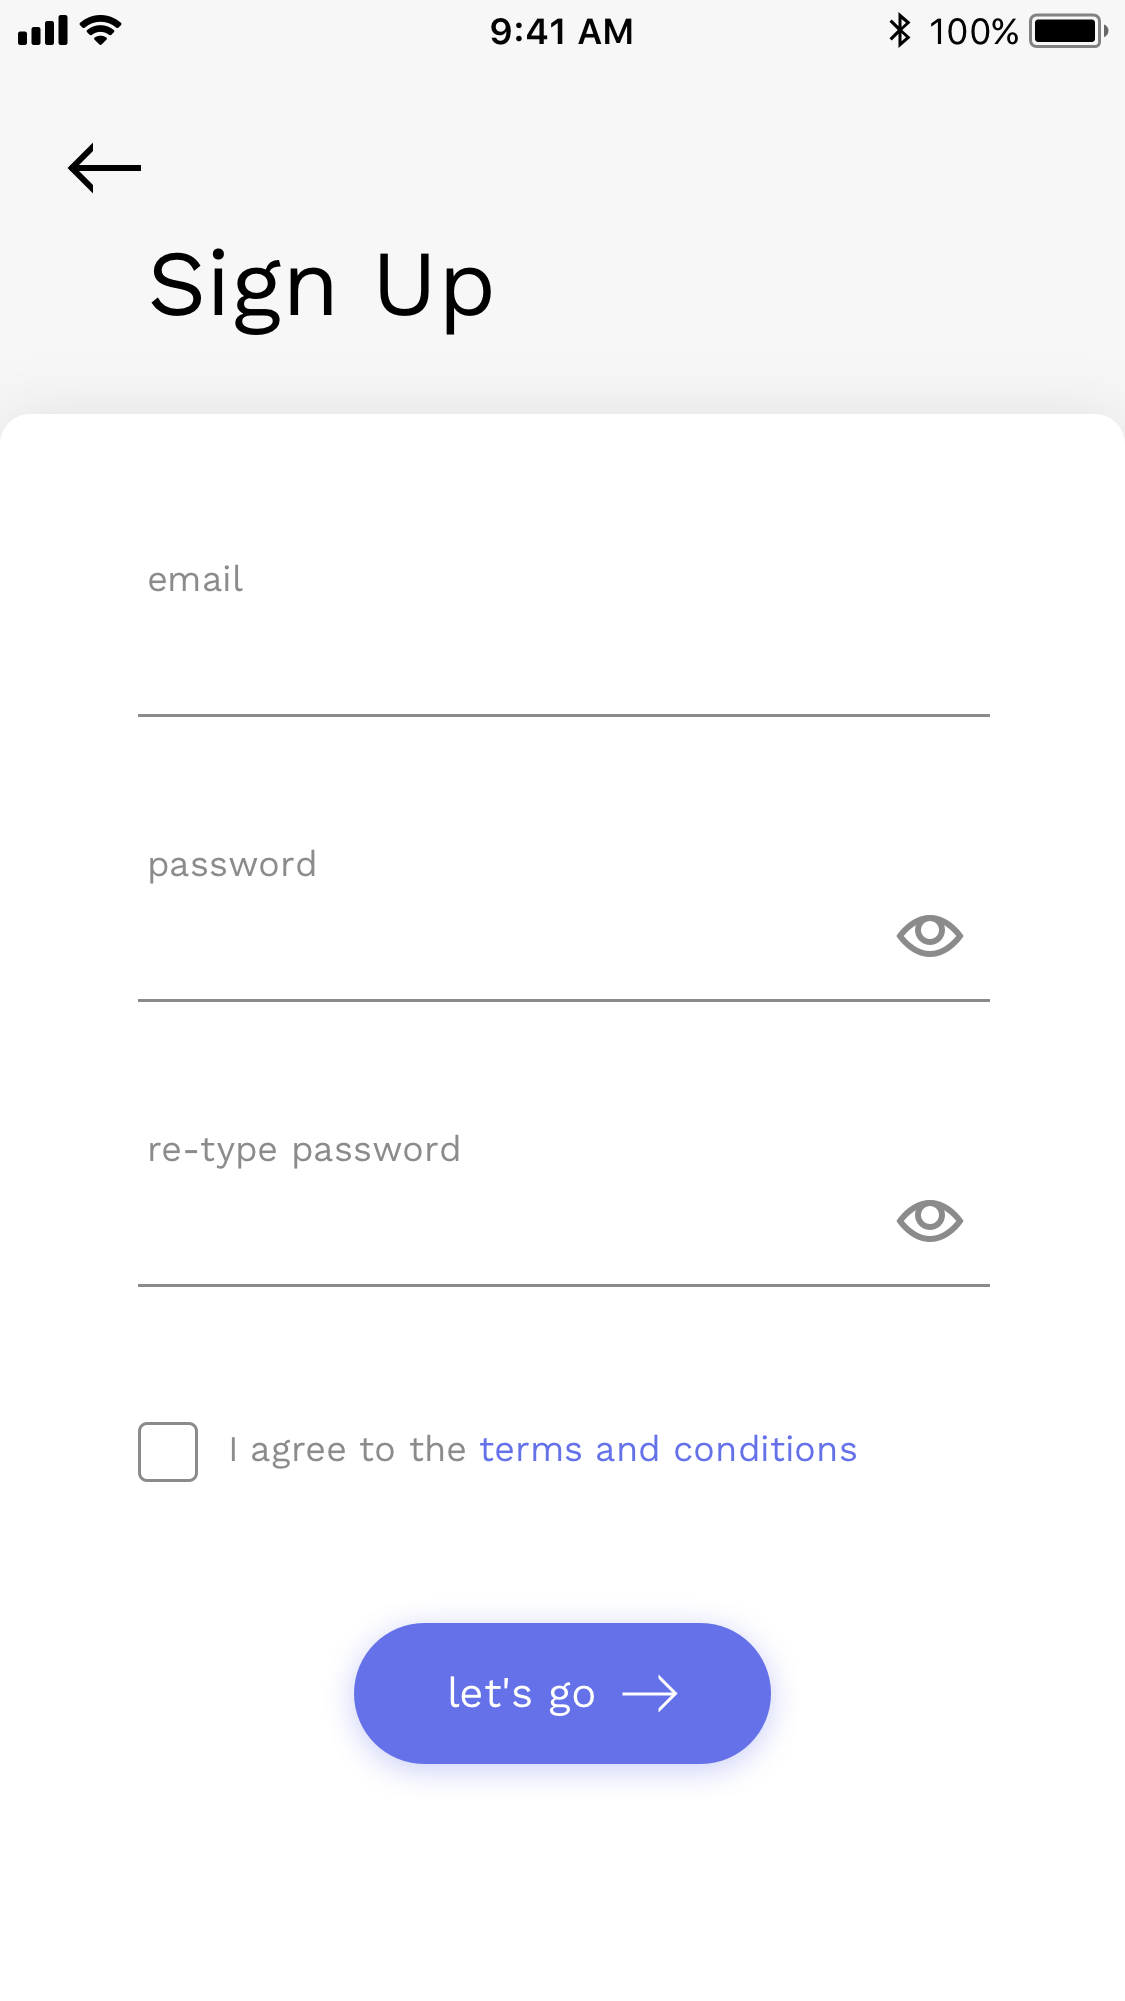 9:41 AM
100%
Sign Up
email
password
re-type password
I agree to the terms and conditions
let's go